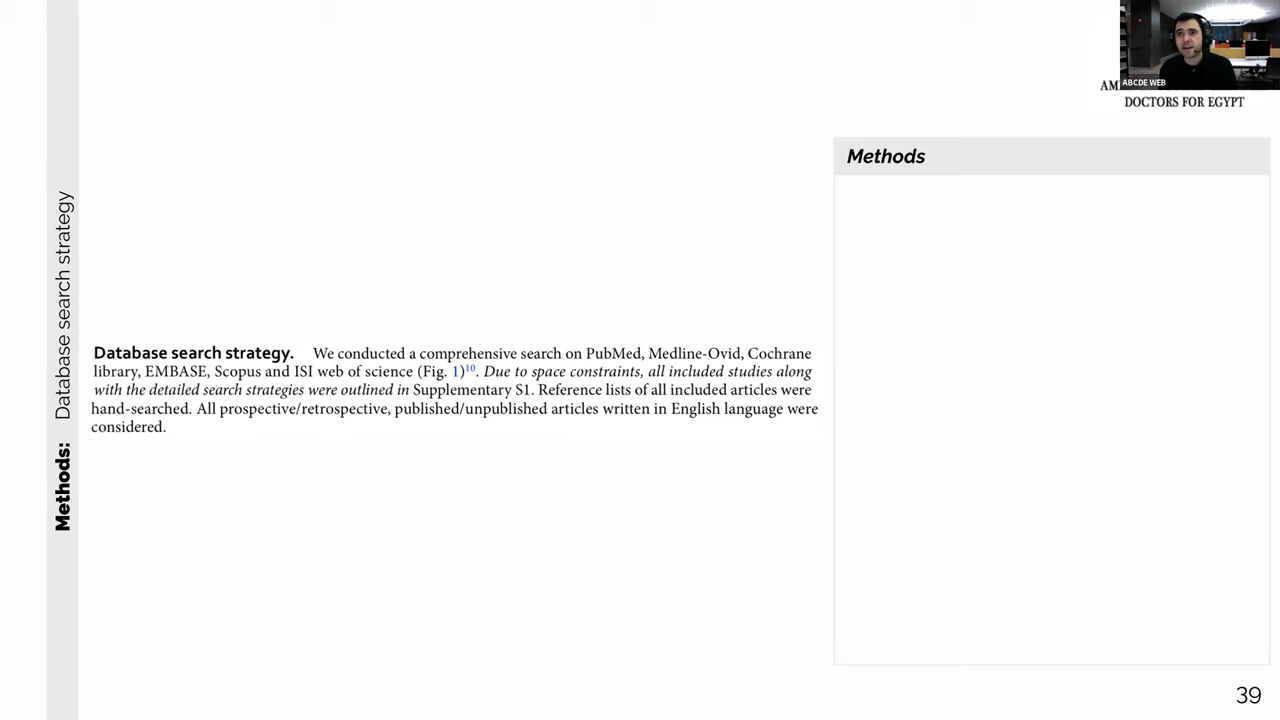 Methods: Database search strategy
ABCDE WEB
AM
DOCTORS FOR EGYPT
Methods
Database search strategy. We conducted a comprehensive search on PubMed, Medline-Ovid, Cochrane
library, EMBASE, Scopus and ISI web of science (Fig. 1)10. Due to space constraints, all included studies along
with the detailed search strategies were outlined in Supplementary S1. Reference lists of all included articles were
hand-searched. All prospective/retrospective, published/unpublished articles written in English language were
considered.
39